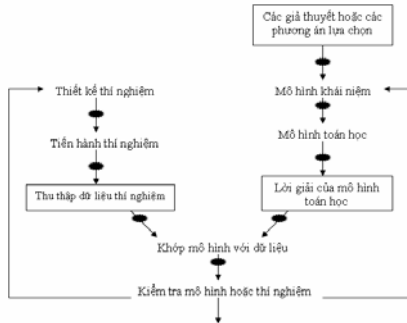 Các giả thuyết hoặc các
phương án lựa chọn
Thiết kế thí nghiệm
Mô hình khái niệm
Tiến hành thí nghiệm
Mô hình toán học
Thu thập dữ liệu thí nghiệm
Lời giải của mô hình
toán học
Khớp mô hình với dữ liệu
Kiểm tra mô hình hoặc thí nghiệm